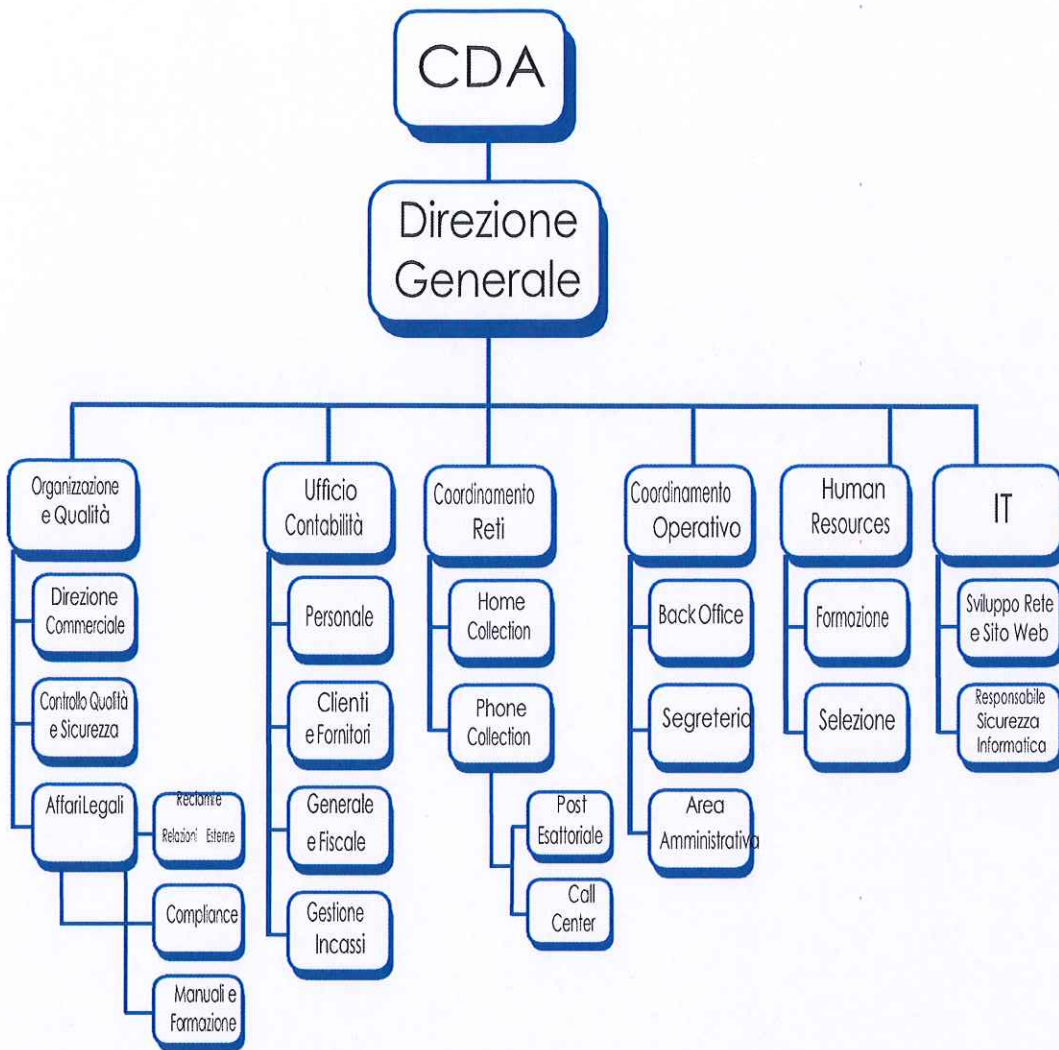 CDA
Direzione
Generale
Organizzazione
e Qualità
Direzione
Commerciale
Controllo Qualità
e Sicurezza
Affari Legali
Reclami e
Relazioni Esterne
Compliance
Manuali e
Formazione
Ufficio
Contabilità
Personale
Clienti
e Fornitori
Generale
e Fiscale
Gestione
Incassi
Coordinamento
Reti
Home
Collection
Phone
Collection
Post
Esattoriale
Call
Center
Coordinamento
Operativo
Back Office
Segreteria
Area
Amministrativa
Human
Resources
Formazione
Selezione
IT
Sviluppo Rete
e Sito Web
Responsabile
Sicurezza
Informatica